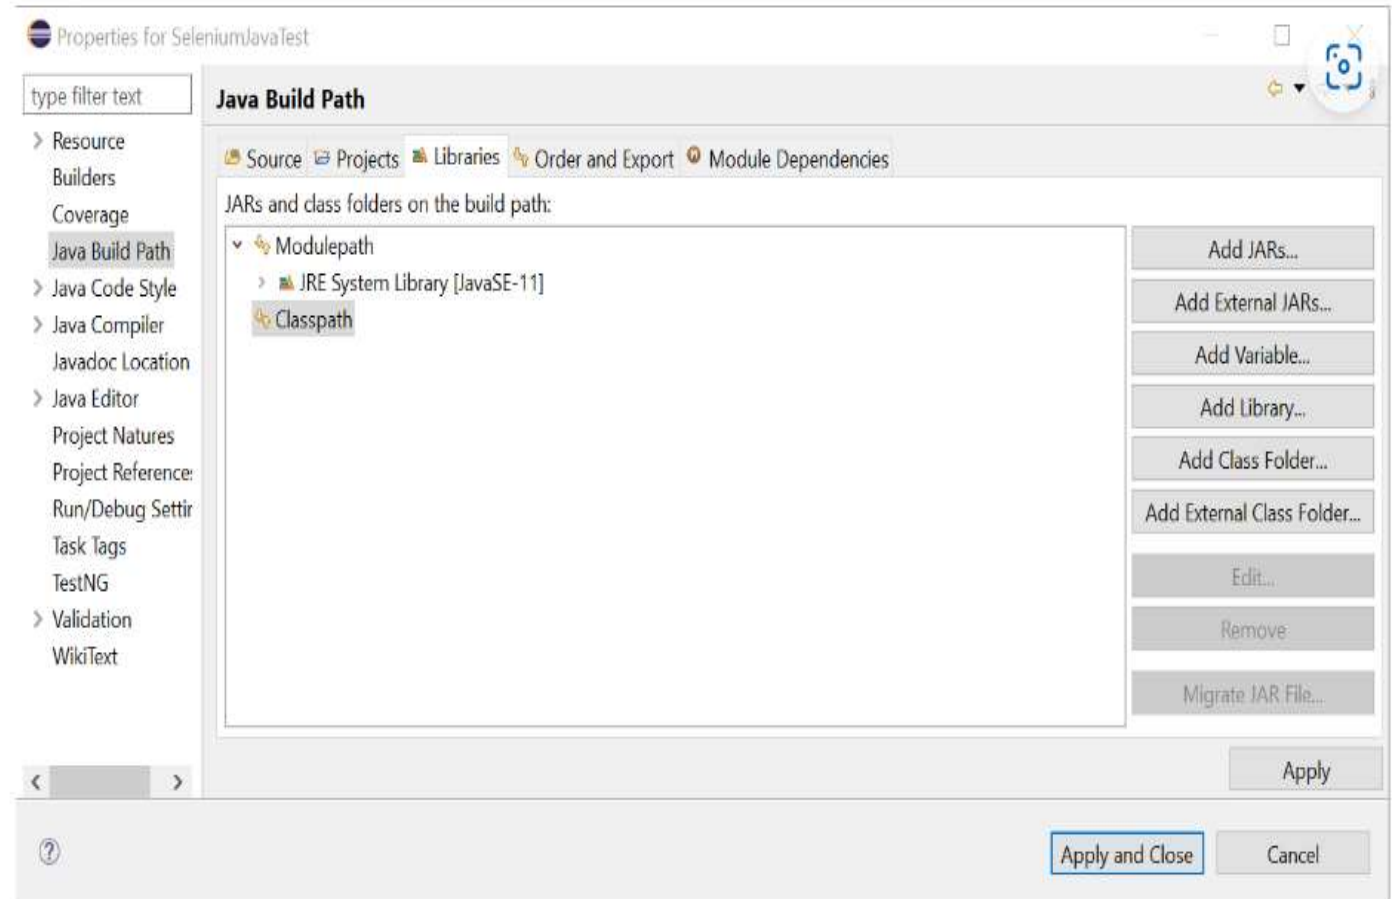 Properties for SeleniumJavaTest
type filter text
Resource
Builders
Coverage
Java Build Path
Java Code Style
Java Compiler
Javadoc Location
Java Editor
Project Natures
Project Reference
Run/Debug Settir
Task Tags
TestNG
Validation
WikiText
Java Build Path
Source Projects Libraries Order and Export Module Dependencies
JARs and class folders on the build path:
Modulepath
JRE System Library [JavaSE-11]
Classpath
Add JARs...
Add External JARs...
Add Variable...
Add Library...
Add Class Folder...
Add External Class Folder...
Edit...
Remove
Migrate JAR File...
Apply
Apply and Close Cancel